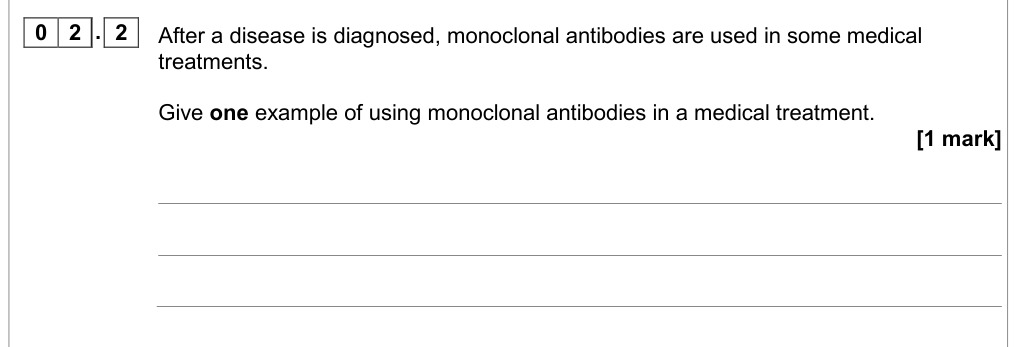 0 2 . 2 After a disease is diagnosed, monoclonal antibodies are used in some medical
treatments.
Give one example of using monoclonal antibodies in a medical treatment.
[1 mark]